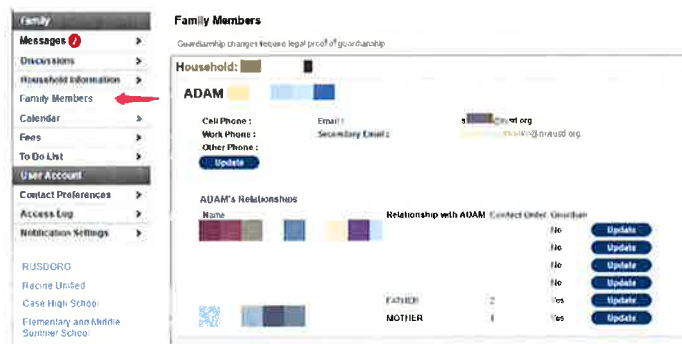 Family
Messages
Discussions
Household Information
Family Members
Calendar
Fees
To Do List
User Account
Contact Preferences
Access Log
Notification Settings
RUSDORG
Racine Unified
Case High School
Elementary and Middle
Summer School
Family Members
Guardianship changes require legal proof of guardianship
Household:
ADAM
Cell Phone : Email :
Work Phone : Secondary Email :
Other Phone :
Update
ADAM's Relationships
Name Relationship with ADAM Contact Order Guardian
No Update
No Update
No Update
No Update
FATHER 2 Yes Update
MOTHER 1 Yes Update